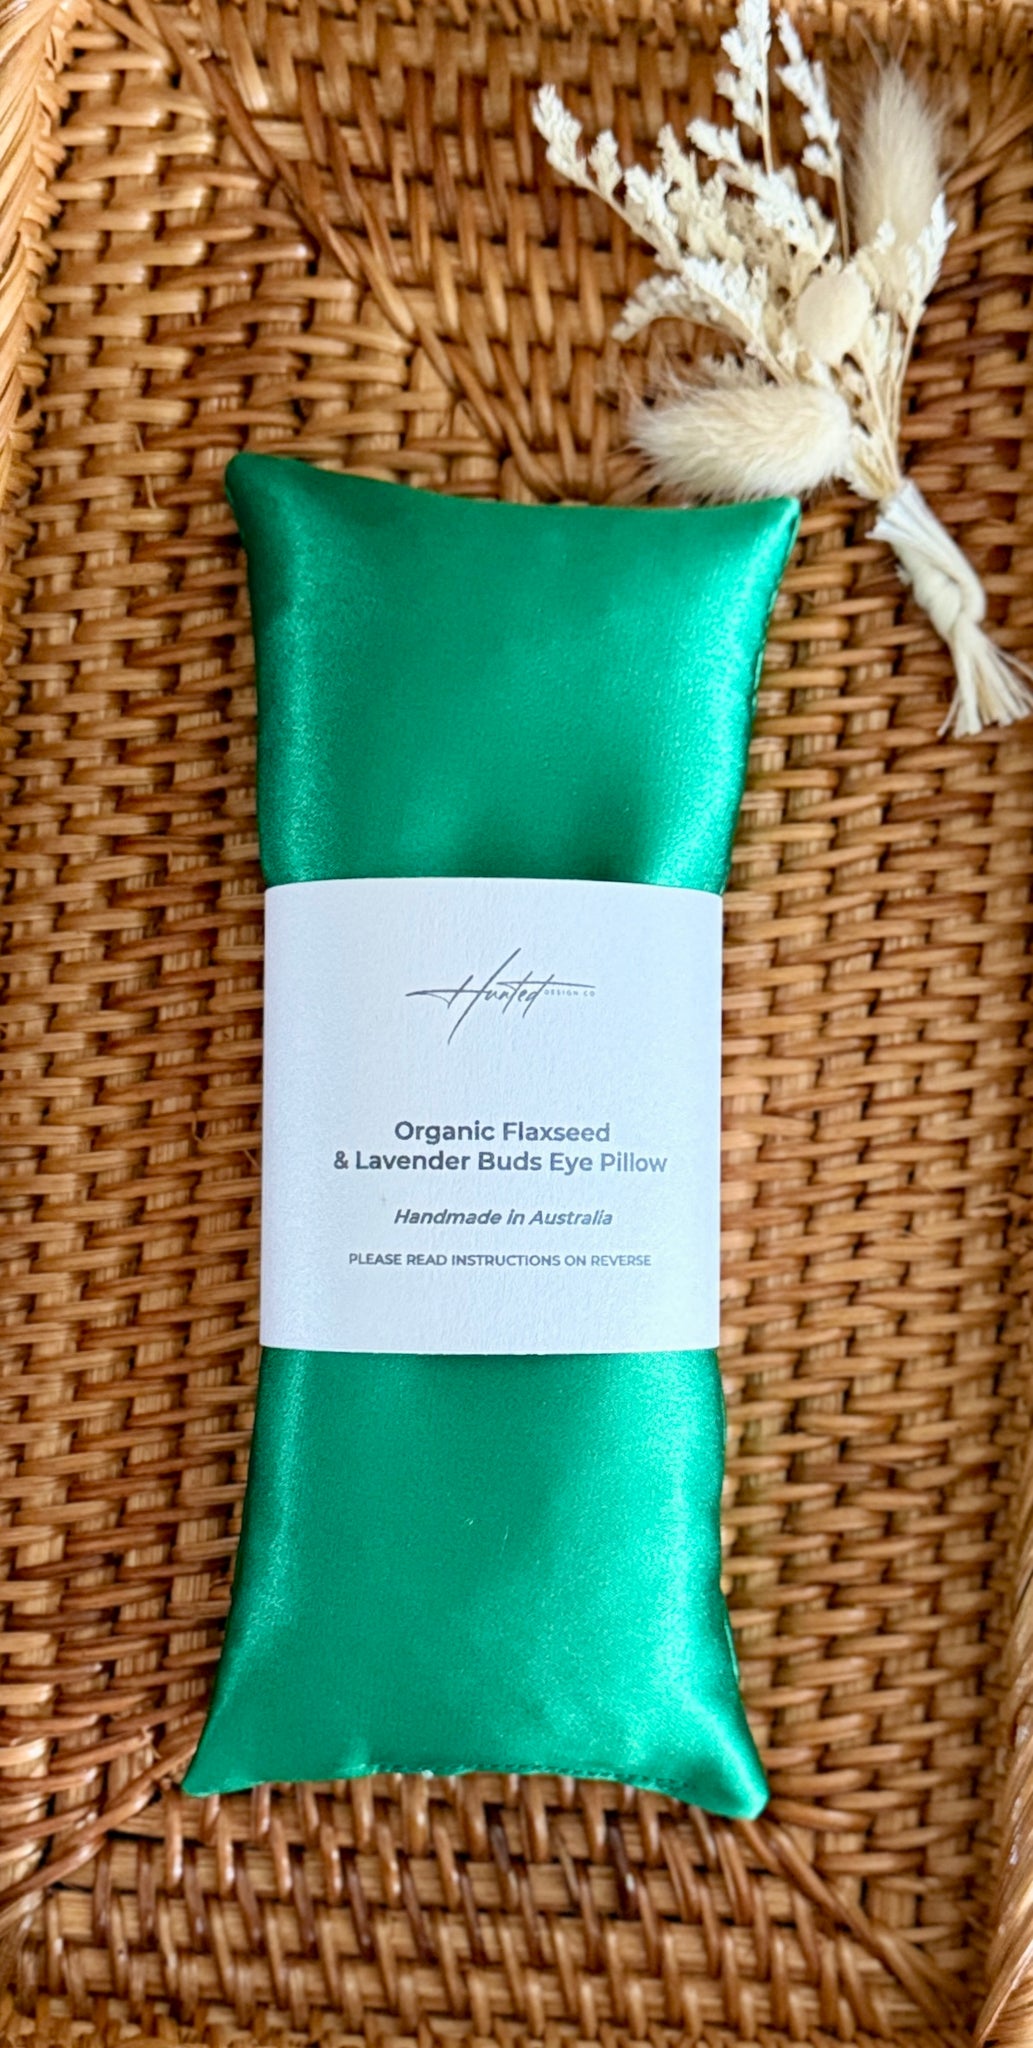 Hunted DESIGN CO
Organic Flaxseed
& Lavender Buds Eye Pillow
Handmade in Australia
PLEASE READ INSTRUCTIONS ON REVERSE